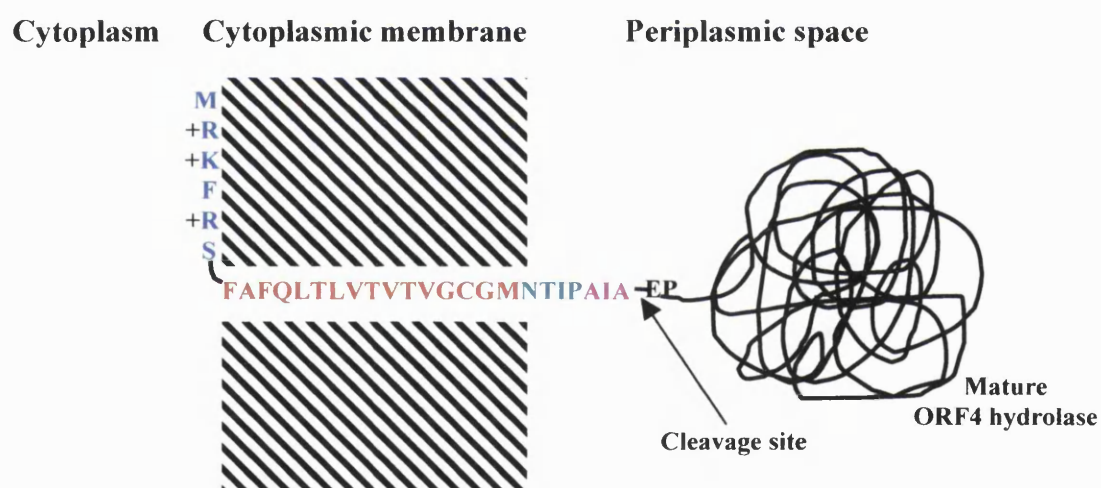 Cytoplasm Cytoplasmic membrane Periplasmic space
M
+R
+K
F
+R
S
FAFQLTLVTVTVGCGMNTIPAIA EP
Mature
ORF4 hydrolase
Cleavage site